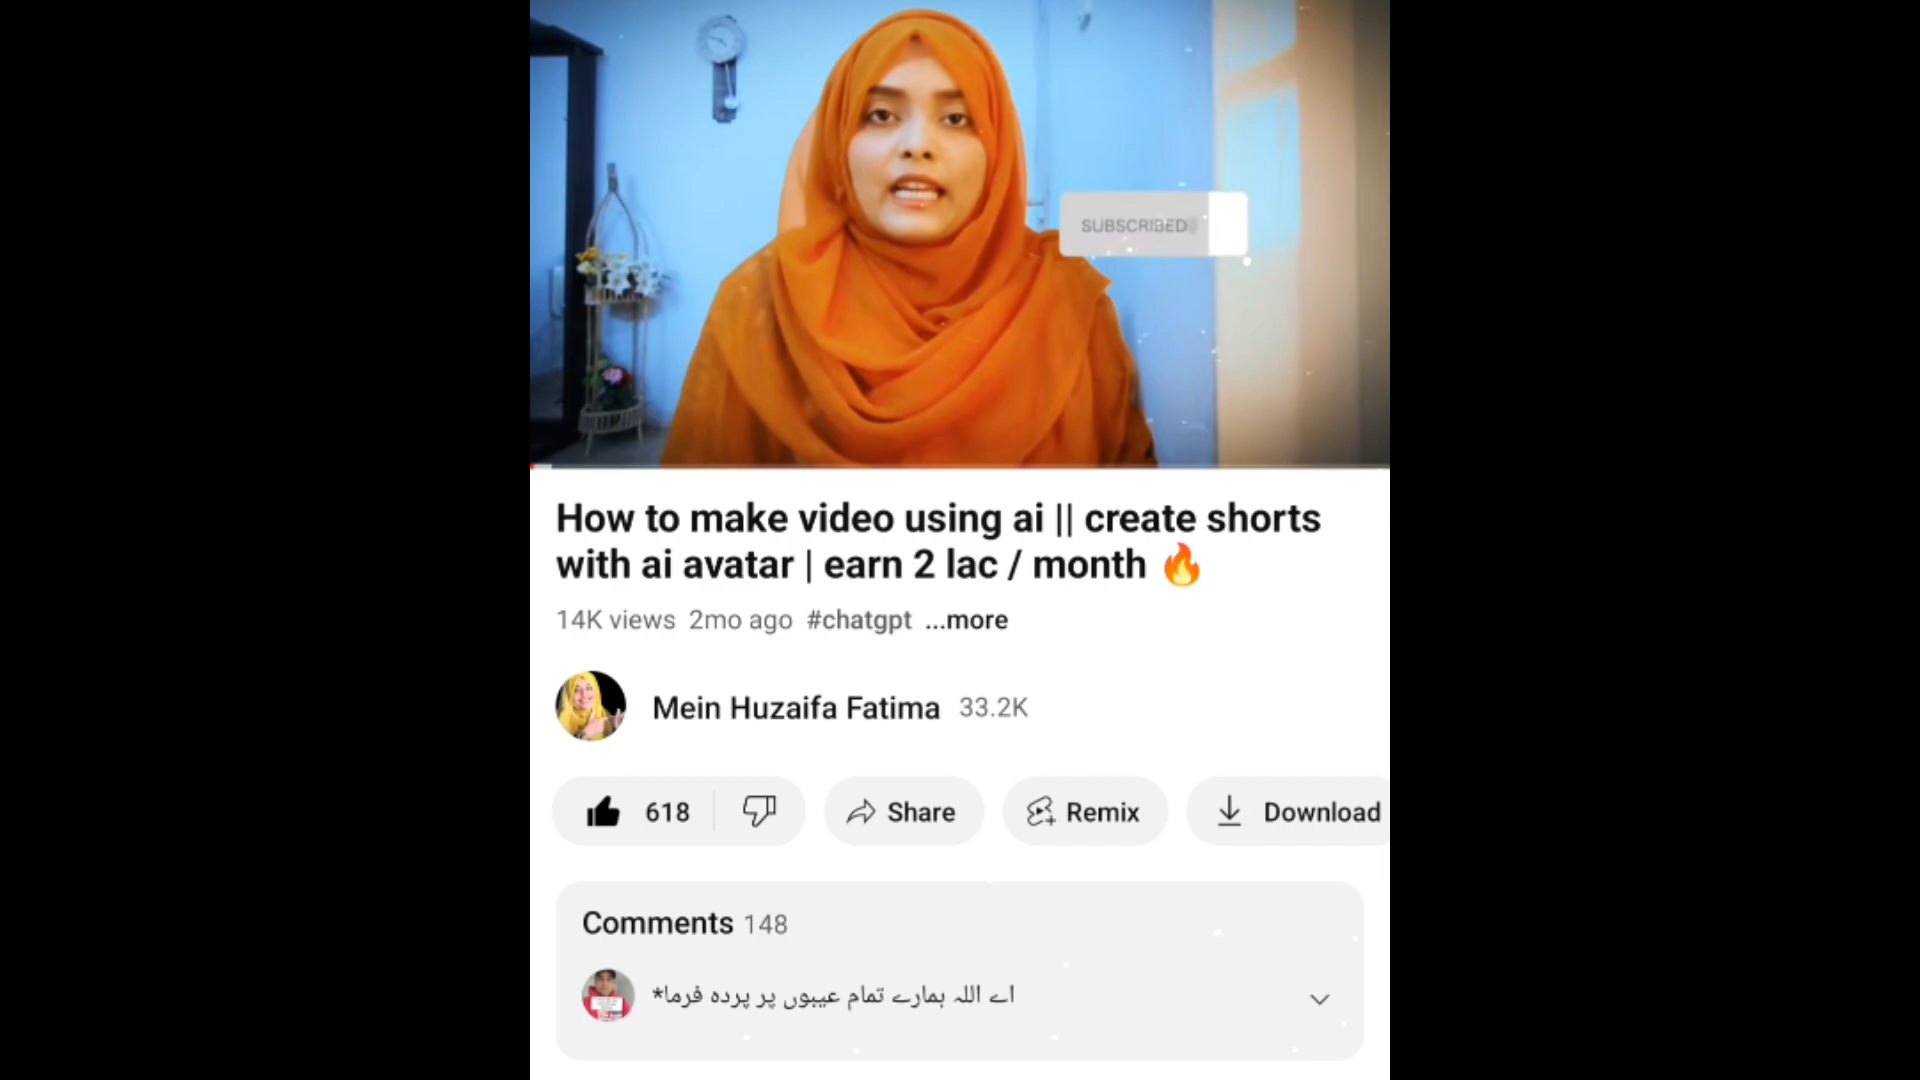 SUBSCRIBED
How to make video using ai || create shorts
with ai avatar | earn 2 lac / month 🔥
14K views 2mo ago #chatgpt ...more
Mein Huzaifa Fatima 33.2K
618 Share Remix Download
Comments 148
اے اللہ ہمارے تمام عیبوں پر پردہ فرما*